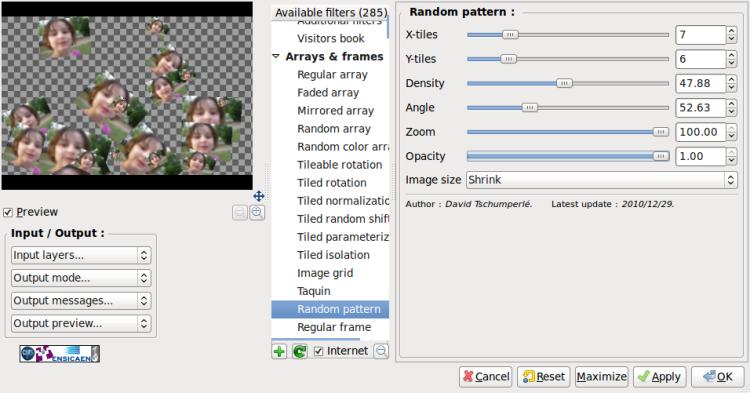 Available filters (285)
Additional filters
Visitors book
Arrays & frames
Regular array
Faded array
Mirrored array
Random array
Random color arr
Tileable rotation
Tiled rotation
Tiled normalizatio
Tiled random shift
Tiled parameteriz
Tiled isolation
Image grid
Taquin
Random pattern
Regular frame
Internet
Preview
Input / Output :
Input layers...
Output mode...
Output messages...
Output preview...
ENSICAEN
Random pattern :
X-tiles 7
Y-tiles 6
Density 47.88
Angle 52.63
Zoom 100.00
Opacity 1.00
Image size Shrink
Author : David Tschumperlé. Latest update : 2010/12/29.
Cancel Reset Maximize Apply OK